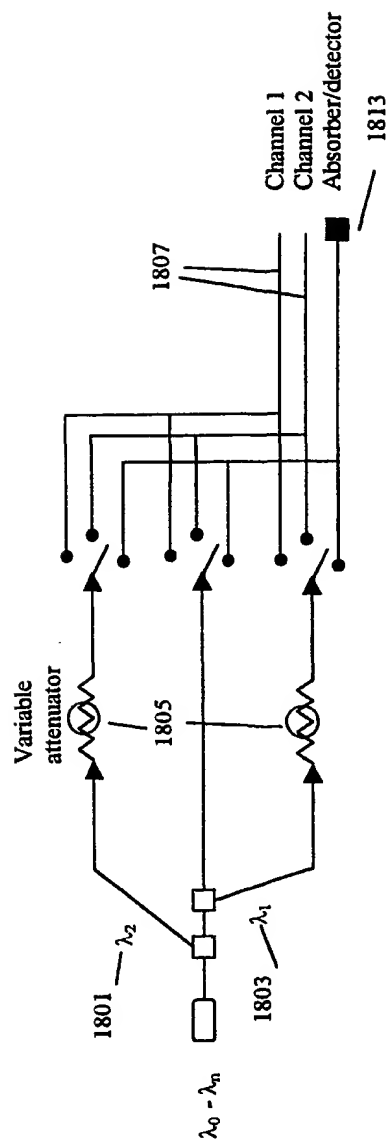 λ₀ - λₙ
1801
λ₂
1803
λ₁
Variable
attenuator
1805
1807
Channel 1
Channel 2
Absorber/detector
1813